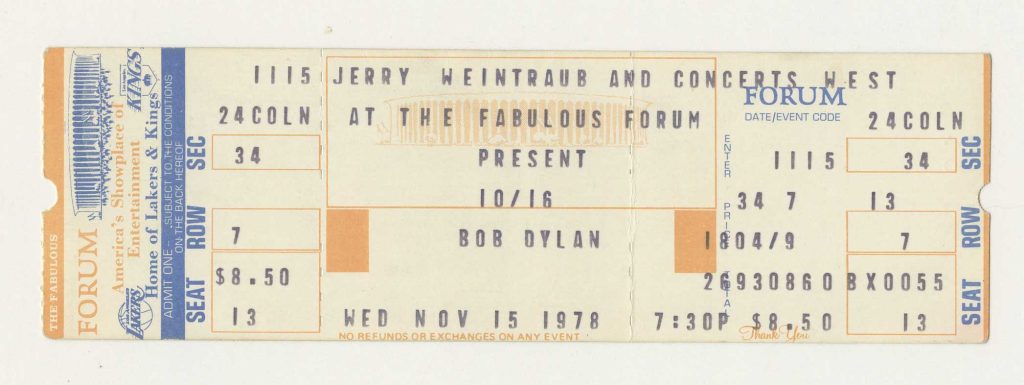 THE FABULOUS
FORUM
America's Showplace of
Entertainment
Home of Lakers & Kings
KINGS
LAKERS
ADMIT ONE - SUBJECT TO THE CONDITIONS
ON THE BACK HEREOF
SEC
ROW
SEAT
1115
24COLN
34
7
$8.50
13
JERRY WEINTRAUB AND CONCERTS WEST
AT THE FABULOUS FORUM
PRESENT
10/16
BOB DYLAN
WED NOV 15 1978 7:30P $8.50
NO REFUNDS OR EXCHANGES ON ANY EVENT
FORUM
DATE/EVENT CODE
ENTER PRICE TOTAL
1115
34 7 13
1804/9
26930860 BX0055
Thank You
24COLN
34
7
13
SEC
ROW
SEAT